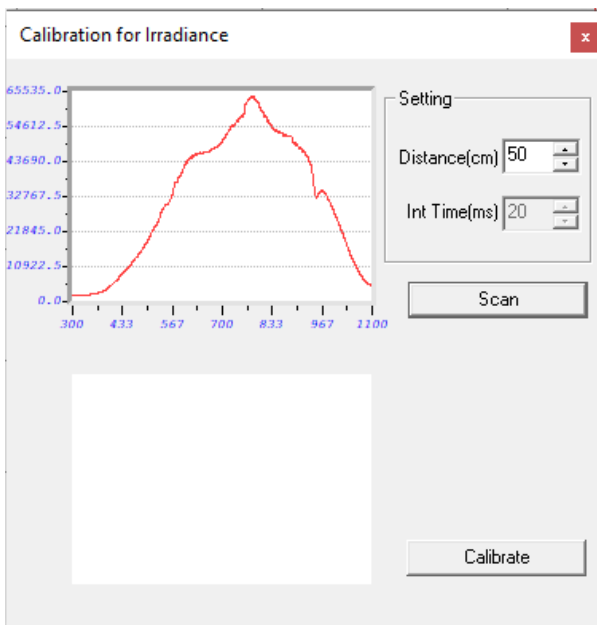 Calibration for Irradiance
x
65535.0
54612.5
43690.0
32767.5
21845.0
10922.5
0.0
300 433 567 700 833 967 1100
Setting
Distance(cm) 50
Int Time(ms) 20
Scan
Calibrate